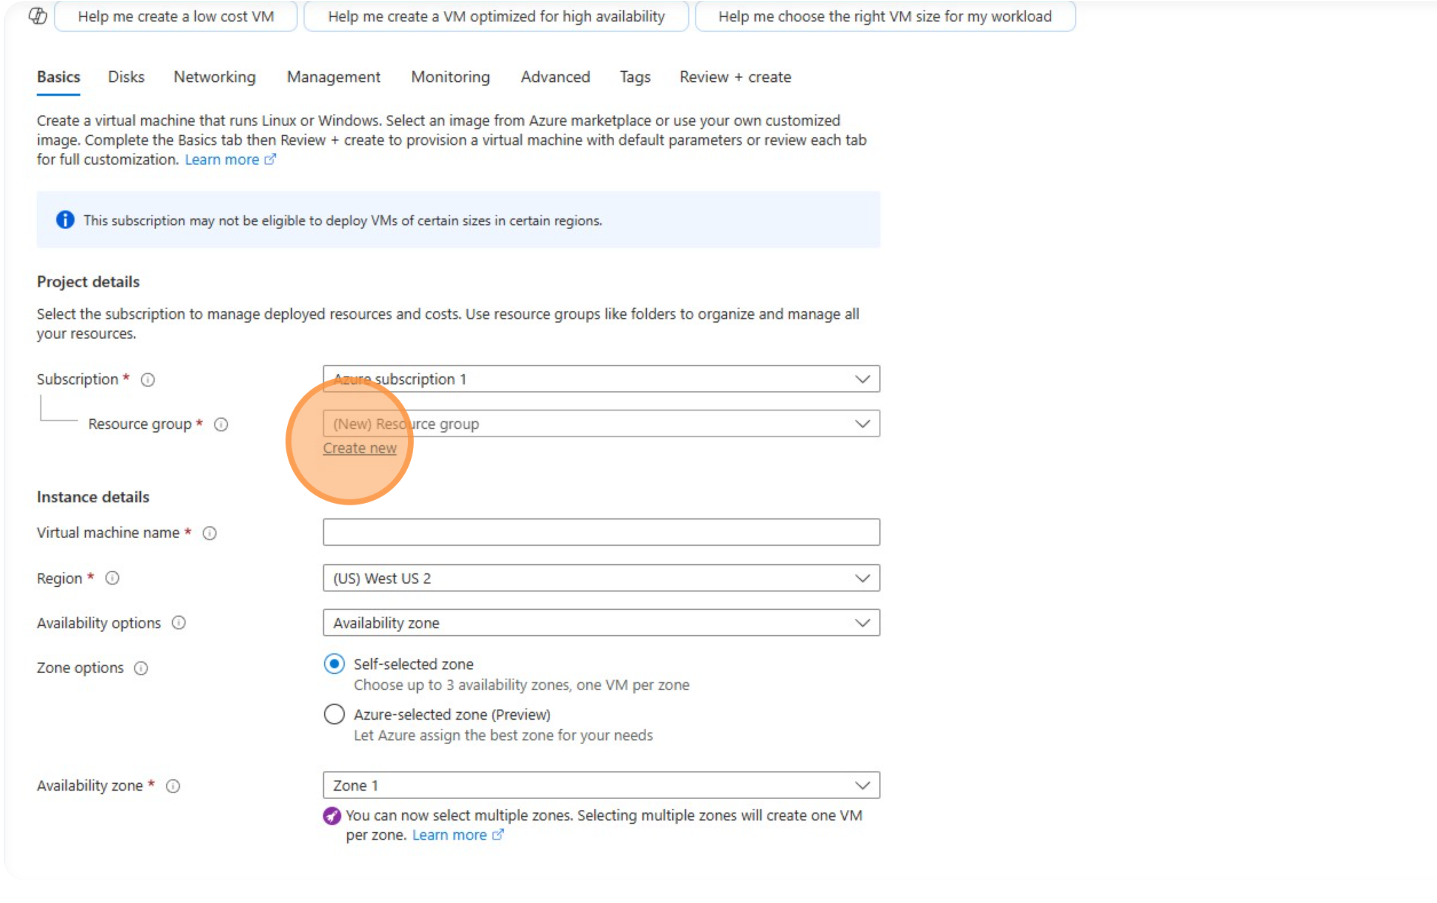 Help me create a low cost VM Help me create a VM optimized for high availability Help me choose the right VM size for my workload
Basics Disks Networking Management Monitoring Advanced Tags Review + create
Create a virtual machine that runs Linux or Windows. Select an image from Azure marketplace or use your own customized
image. Complete the Basics tab then Review + create to provision a virtual machine with default parameters or review each tab
for full customization. Learn more
This subscription may not be eligible to deploy VMs of certain sizes in certain regions.
Project details
Select the subscription to manage deployed resources and costs. Use resource groups like folders to organize and manage all
your resources.
Subscription * Azure subscription 1
Resource group * (New) Resource group
Create new
Instance details
Virtual machine name *
Region * (US) West US 2
Availability options Availability zone
Zone options Self-selected zone
Choose up to 3 availability zones, one VM per zone
Azure-selected zone (Preview)
Let Azure assign the best zone for your needs
Availability zone * Zone 1
You can now select multiple zones. Selecting multiple zones will create one VM
per zone. Learn more